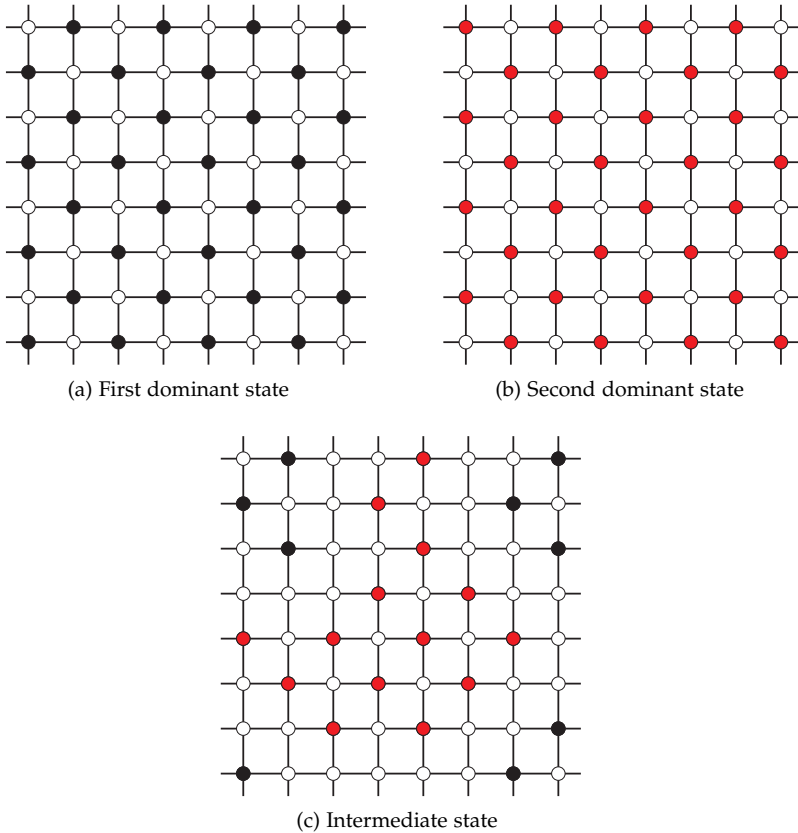 (a) First dominant state
(b) Second dominant state
(c) Intermediate state